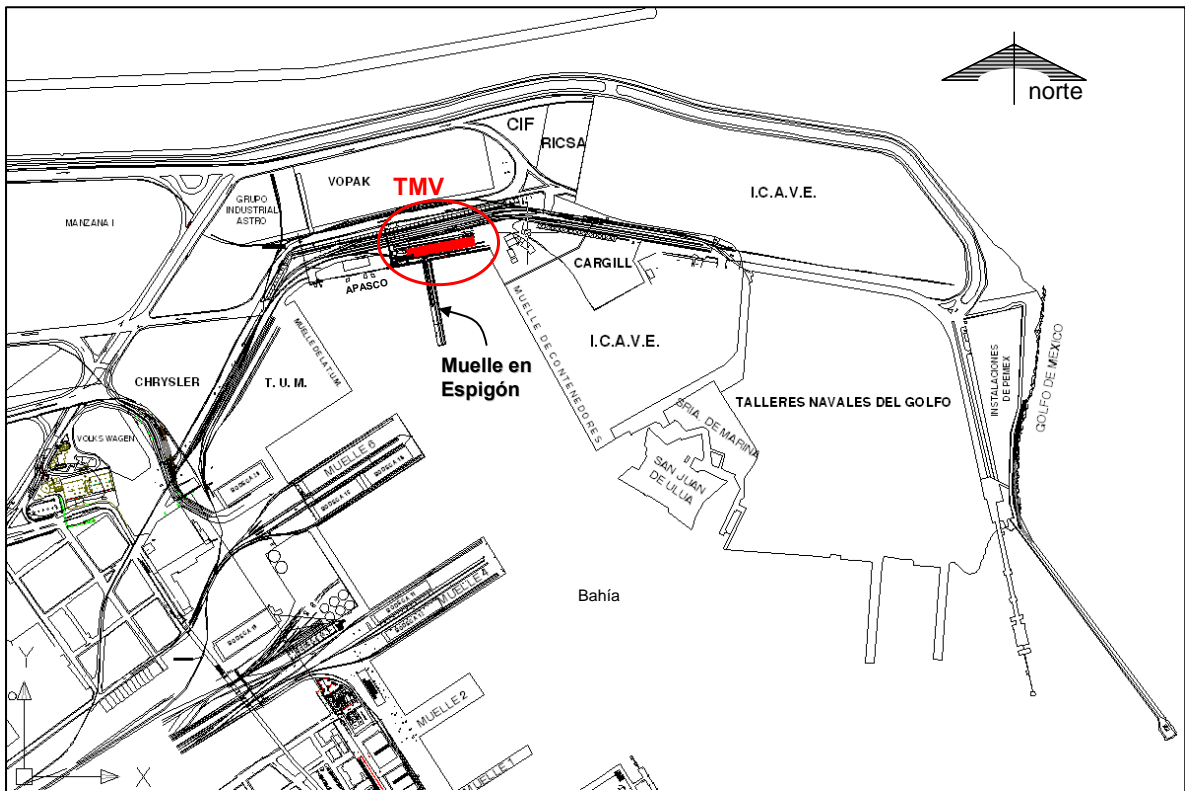 norte
CIF
RICSA
VOPAK
TMV
I.C.A.V.E.
GRUPO
INDUSTRIAL
ASTRO
MANZANA I
CARGILL
APASCO
MUELLE DE CONTENEDORES
I.C.A.V.E.
Muelle en
Espigón
MUELLE DE LA T.U.M.
CHRYSLER
T. U. M.
TALLERES NAVALES DEL GOLFO
INSTALACIONES
DE PEMEX
GOLFO DE MEXICO
SRIA. DE MARINA
SAN JUAN
DE ULUA
VOLKS WAGEN
MUELLE 6
Bahía
MUELLE 4
MUELLE 2
MUELLE 1
Y
X